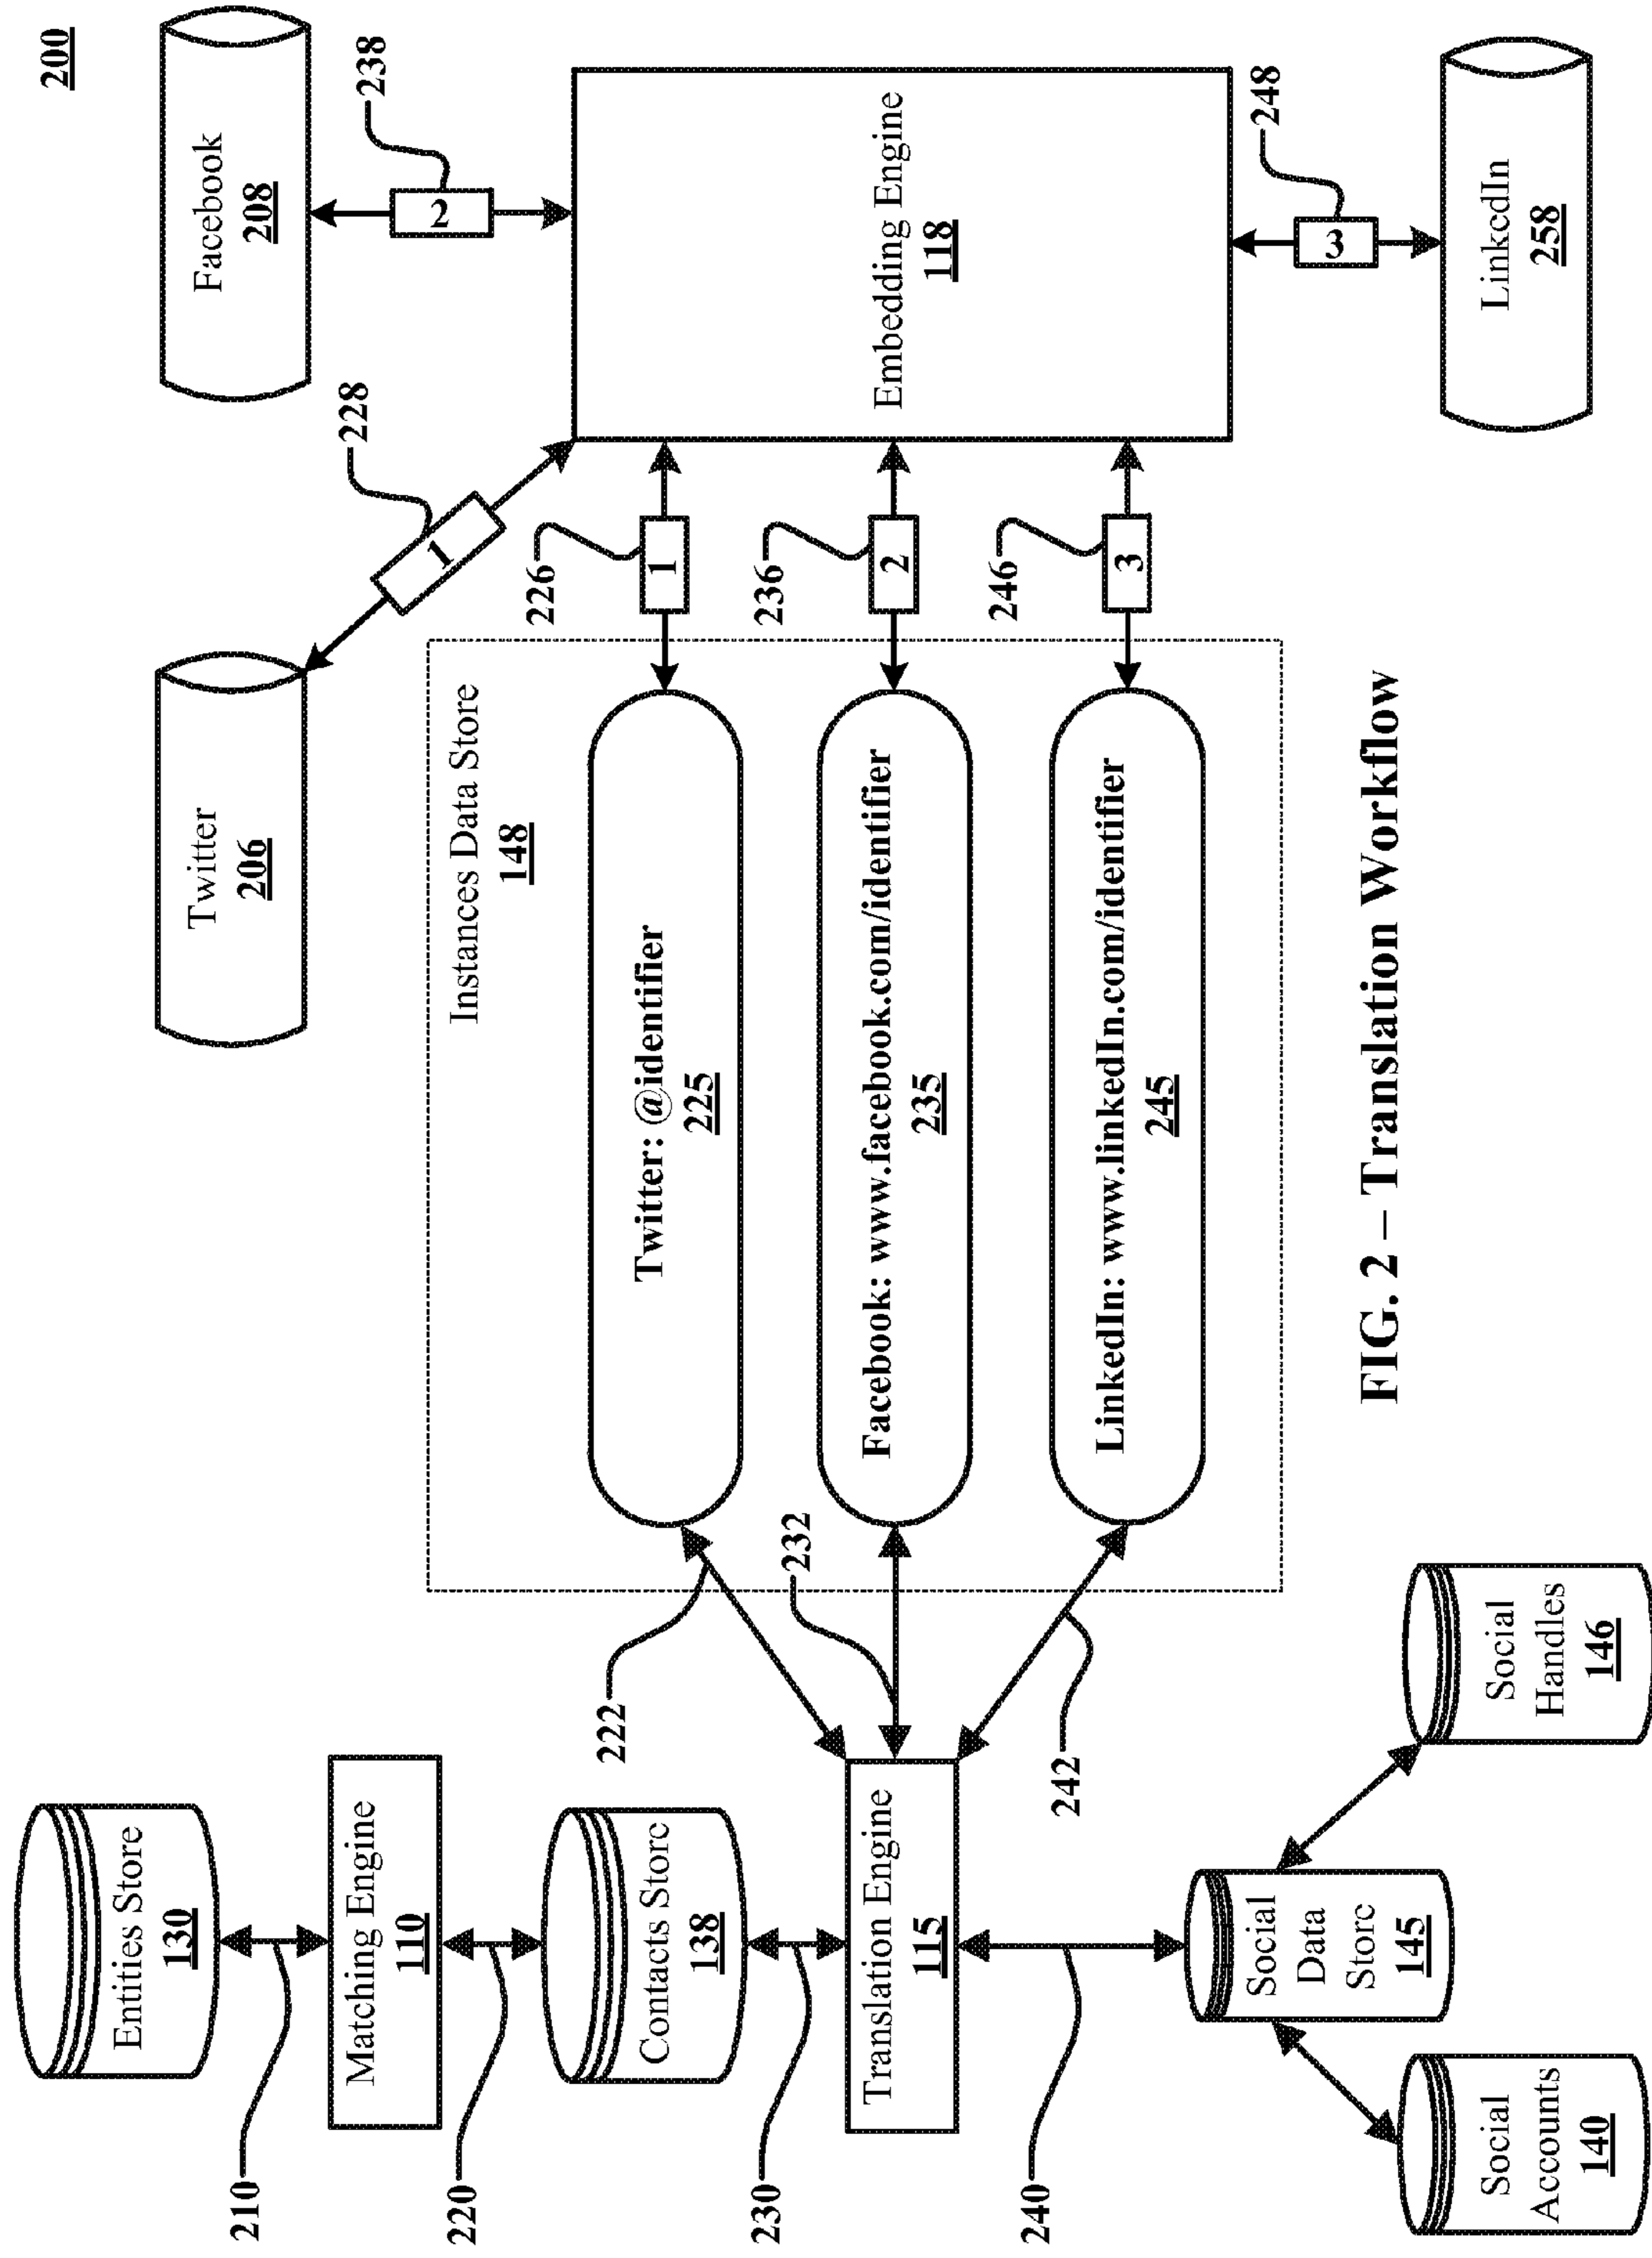 200
Entities Store
130
210
Matching Engine
110
220
Contacts Storc
138
230
Translation Engine
115
240
Social
Data
Storc
145
Social
Accounts
140
Social
Handles
146
222
232
242
Instances Data Store
148
Twitter: @identifier
225
Facebook: www.facebook.com/identifier
235
LinkedIn: www.linkedIn.com/identifier
245
Twitter
206
228
1
226
1
236
2
246
3
Facebook
208
238
2
Embedding Engine
118
248
3
LinkcdIn
258
FIG. 2 – Translation Workflow